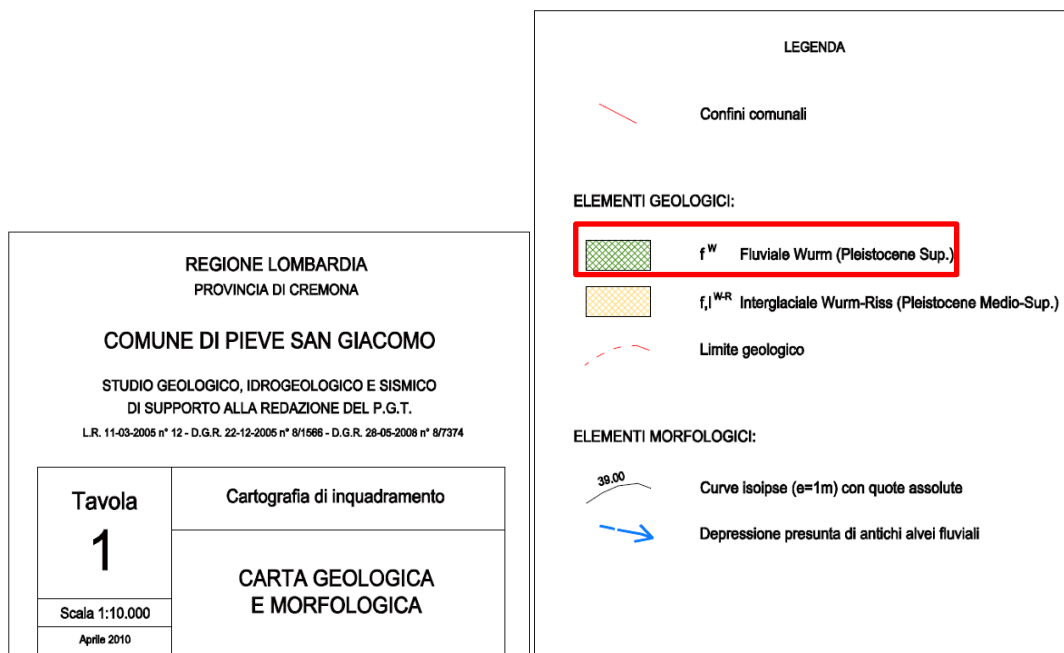 REGIONE LOMBARDIA
PROVINCIA DI CREMONA
COMUNE DI PIEVE SAN GIACOMO
STUDIO GEOLOGICO, IDROGEOLOGICO E SISMICO
DI SUPPORTO ALLA REDAZIONE DEL P.G.T.
L.R. 11-03-2005 n° 12 - D.G.R. 22-12-2005 n° 8/1566 - D.G.R. 28-05-2008 n° 8/7374
Tavola
1
Scala 1:10.000
Aprile 2010
Cartografia di inquadramento
CARTA GEOLOGICA
E MORFOLOGICA
LEGENDA
Confini comunali
ELEMENTI GEOLOGICI:
f W Fluviale Wurm (Pleistocene Sup.)
f,l W-R Interglaciale Wurm-Riss (Pleistocene Medio-Sup.)
Limite geologico
ELEMENTI MORFOLOGICI:
39.00 Curve isoipse (e=1m) con quote assolute
Depressione presunta di antichi alvei fluviali